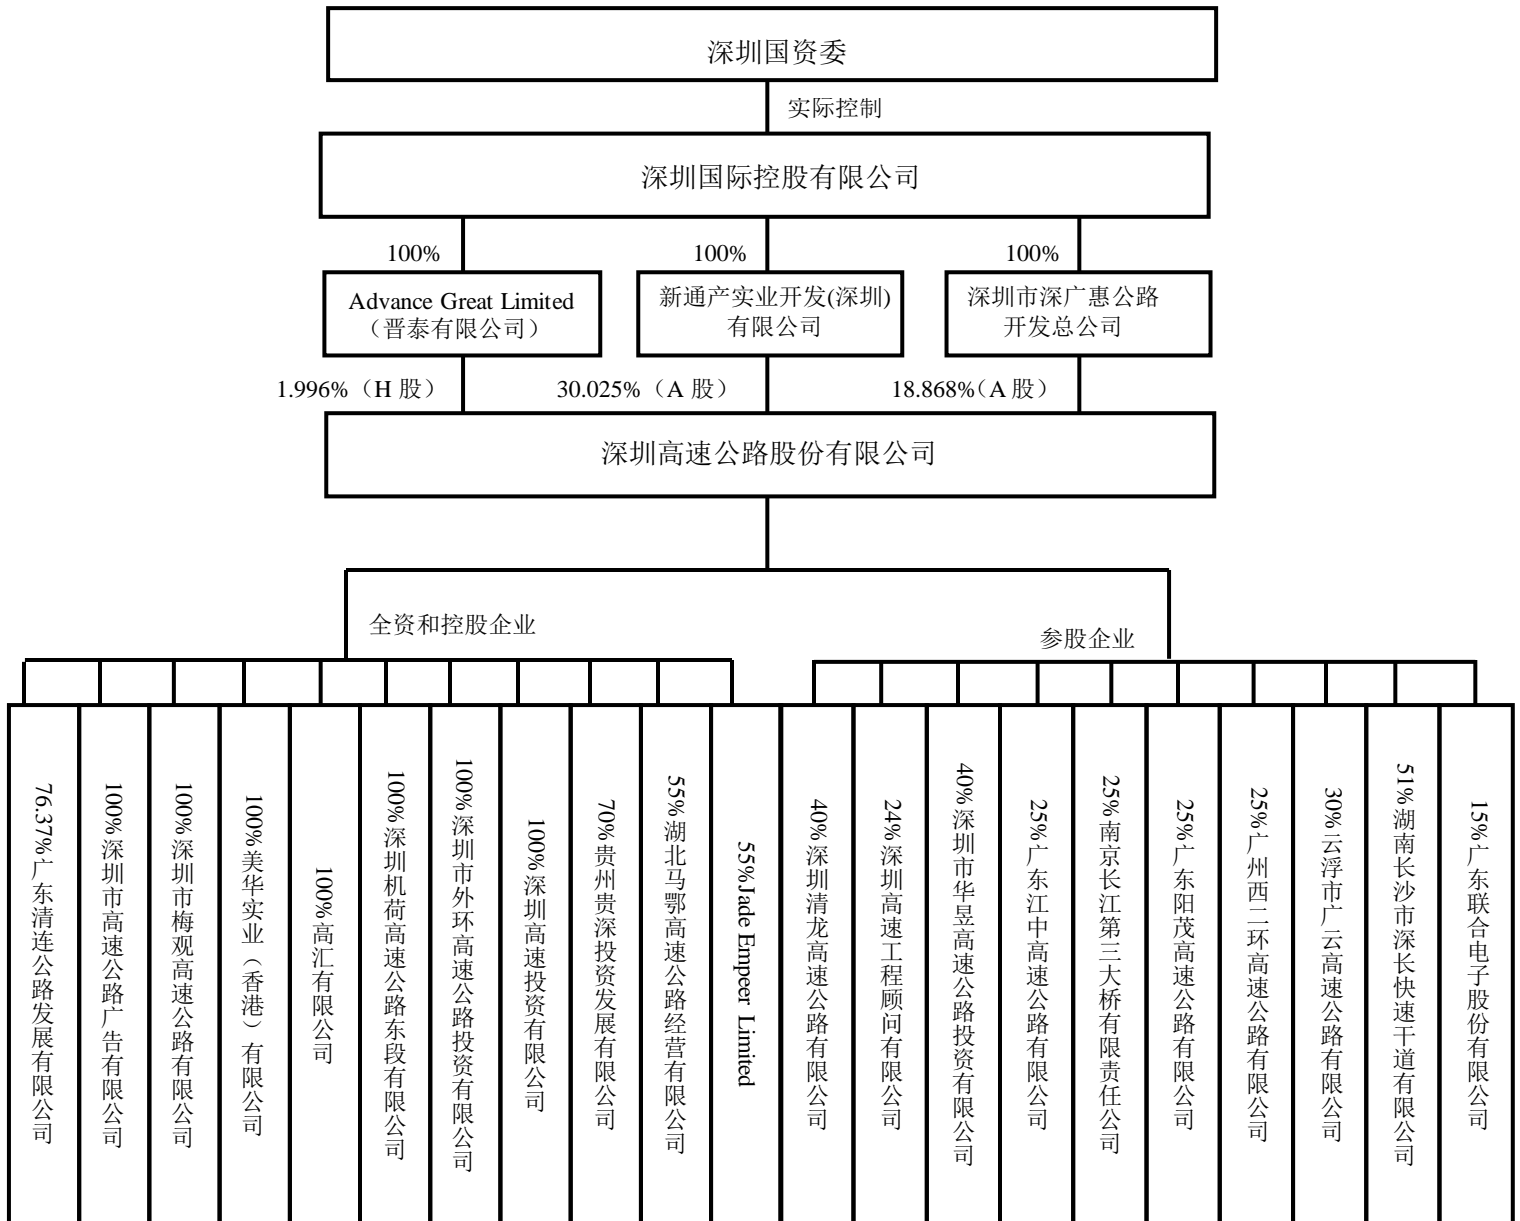 深圳国资委
实际控制
深圳国际控股有限公司
100%
100%
100%
Advance Great Limited
（晋泰有限公司）
新通产实业开发(深圳)
有限公司
深圳市深广惠公路
开发总公司
1.996%（H 股）
30.025%（A 股）
18.868%（A 股）
深圳高速公路股份有限公司
全资和控股企业
参股企业
76.37%广东清连公路发展有限公司
100%深圳市高速公路广告有限公司
100%深圳市梅观高速公路有限公司
100%美华实业（香港）有限公司
100%高汇有限公司
100%深圳机荷高速公路东段有限公司
100%深圳市外环高速公路投资有限公司
100%深圳高速投资有限公司
70%贵州贵深投资发展有限公司
55%湖北马鄂高速公路经营有限公司
55%Jade Empeer Limited
40%深圳清龙高速公路有限公司
24%深圳高速工程顾问有限公司
40%深圳市华昱高速公路投资有限公司
25%广东江中高速公路有限公司
25%南京长江第三大桥有限责任公司
25%广东阳茂高速公路有限公司
25%广州西二环高速公路有限公司
30%云浮市广云高速公路有限公司
51%湖南长沙市深长快速干道有限公司
15%广东联合电子股份有限公司